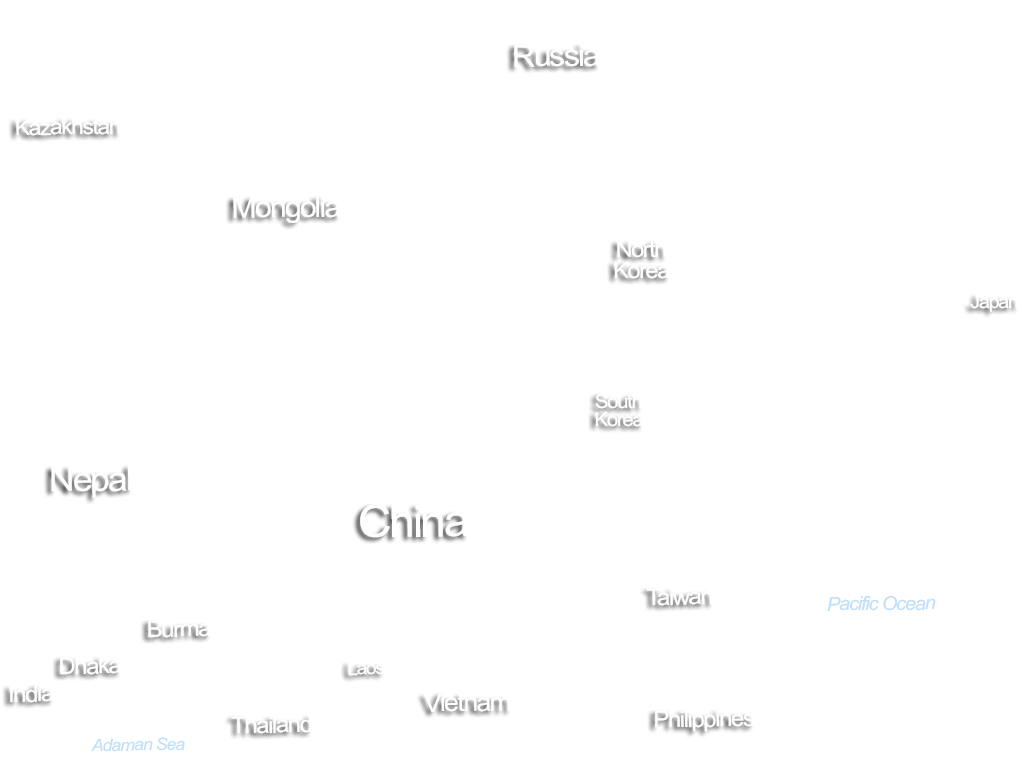 Russia
Kazakhstan
Mongolia
North
Korea
Japan
South
Korea
Nepal
China
Taiwan
Pacific Ocean
Burma
Dhaka
Laos
India
Vietnam
Philippines
Thailand
Adaman Sea